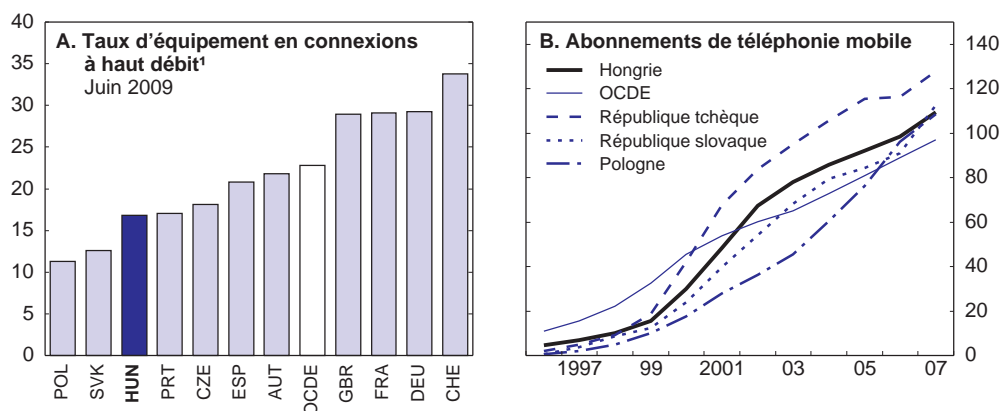 A. Taux d'équipement en connexions
à haut débit¹
Juin 2009
40
35
30
25
20
15
10
5
0
POL
SVK
HUN
PRT
CZE
ESP
AUT
OCDE
GBR
FRA
DEU
CHE
B. Abonnements de téléphonie mobile
Hongrie
OCDE
République tchèque
République slovaque
Pologne
140
120
100
80
60
40
20
0
1997
99
2001
03
05
07